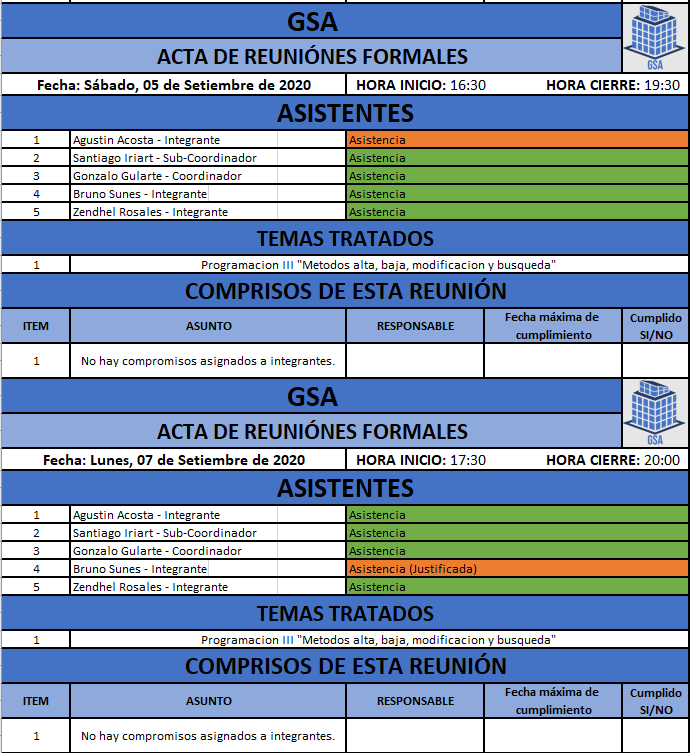 GSA
GSA
ACTA DE REUNIÓNES FORMALES
Fecha: Sábado, 05 de Setiembre de 2020 HORA INICIO: 16:30 HORA CIERRE: 19:30
ASISTENTES
1 Agustin Acosta - Integrante Asistencia
2 Santiago Iriart - Sub-Coordinador Asistencia
3 Gonzalo Gularte - Coordinador Asistencia
4 Bruno Sunes - Integrante Asistencia
5 Zendhel Rosales - Integrante Asistencia
TEMAS TRATADOS
1 Programacion III "Metodos alta, baja, modificacion y busqueda"
COMPRISOS DE ESTA REUNIÓN
ITEM ASUNTO RESPONSABLE Fecha máxima de cumplimiento Cumplido SI/NO
1 No hay compromisos asignados a integrantes.
GSA
GSA
ACTA DE REUNIÓNES FORMALES
Fecha: Lunes, 07 de Setiembre de 2020 HORA INICIO: 17:30 HORA CIERRE: 20:00
ASISTENTES
1 Agustin Acosta - Integrante Asistencia
2 Santiago Iriart - Sub-Coordinador Asistencia
3 Gonzalo Gularte - Coordinador Asistencia
4 Bruno Sunes - Integrante Asistencia (Justificada)
5 Zendhel Rosales - Integrante Asistencia
TEMAS TRATADOS
1 Programacion III "Metodos alta, baja, modificacion y busqueda"
COMPRISOS DE ESTA REUNIÓN
ITEM ASUNTO RESPONSABLE Fecha máxima de cumplimiento Cumplido SI/NO
1 No hay compromisos asignados a integrantes.